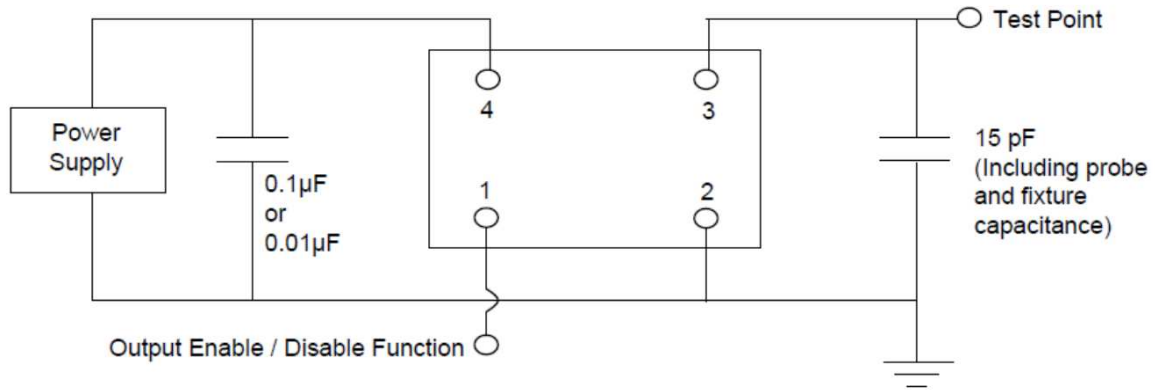 Test Point
Power
Supply
4
3
15 pF
(Including probe
and fixture
capacitance)
0.1µF
or
0.01µF
1
2
Output Enable / Disable Function